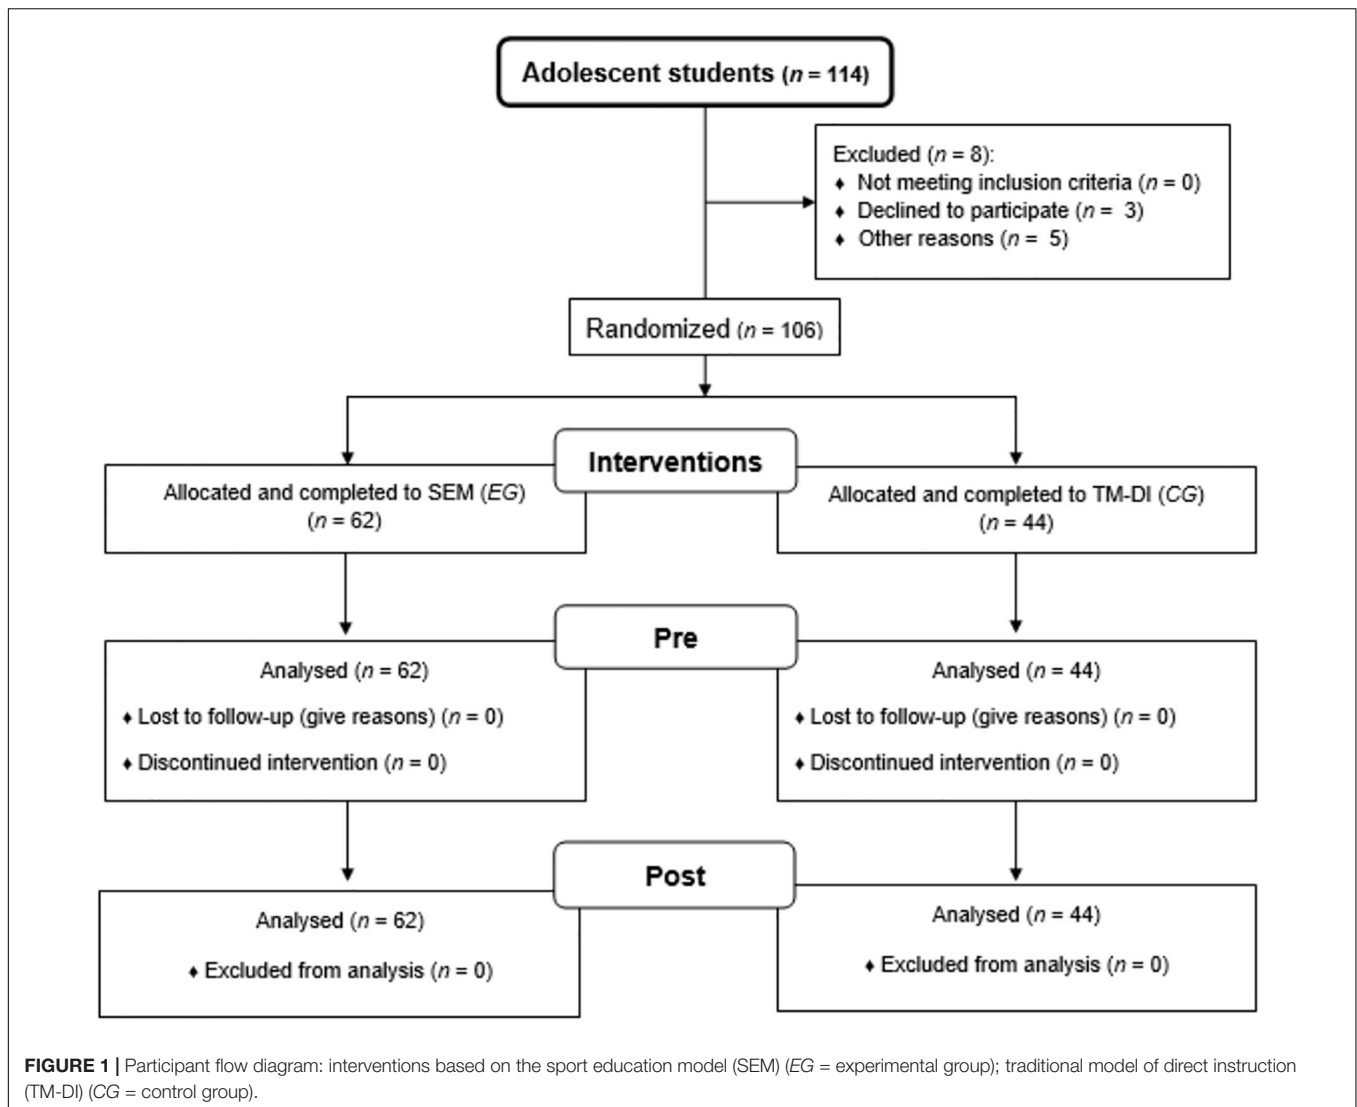 Adolescent students (n = 114)
Excluded (n = 8):
♦ Not meeting inclusion criteria (n = 0)
♦ Declined to participate (n = 3)
♦ Other reasons (n = 5)
Randomized (n = 106)
Interventions
Allocated and completed to SEM (EG)
(n = 62)
Allocated and completed to TM-DI (CG)
(n = 44)
Pre
Analysed (n = 62)
♦ Lost to follow-up (give reasons) (n = 0)
♦ Discontinued intervention (n = 0)
Analysed (n = 44)
♦ Lost to follow-up (give reasons) (n = 0)
♦ Discontinued intervention (n = 0)
Post
Analysed (n = 62)
♦ Excluded from analysis (n = 0)
Analysed (n = 44)
♦ Excluded from analysis (n = 0)
FIGURE 1 | Participant flow diagram: interventions based on the sport education model (SEM) (EG = experimental group); traditional model of direct instruction
(TM-DI) (CG = control group).